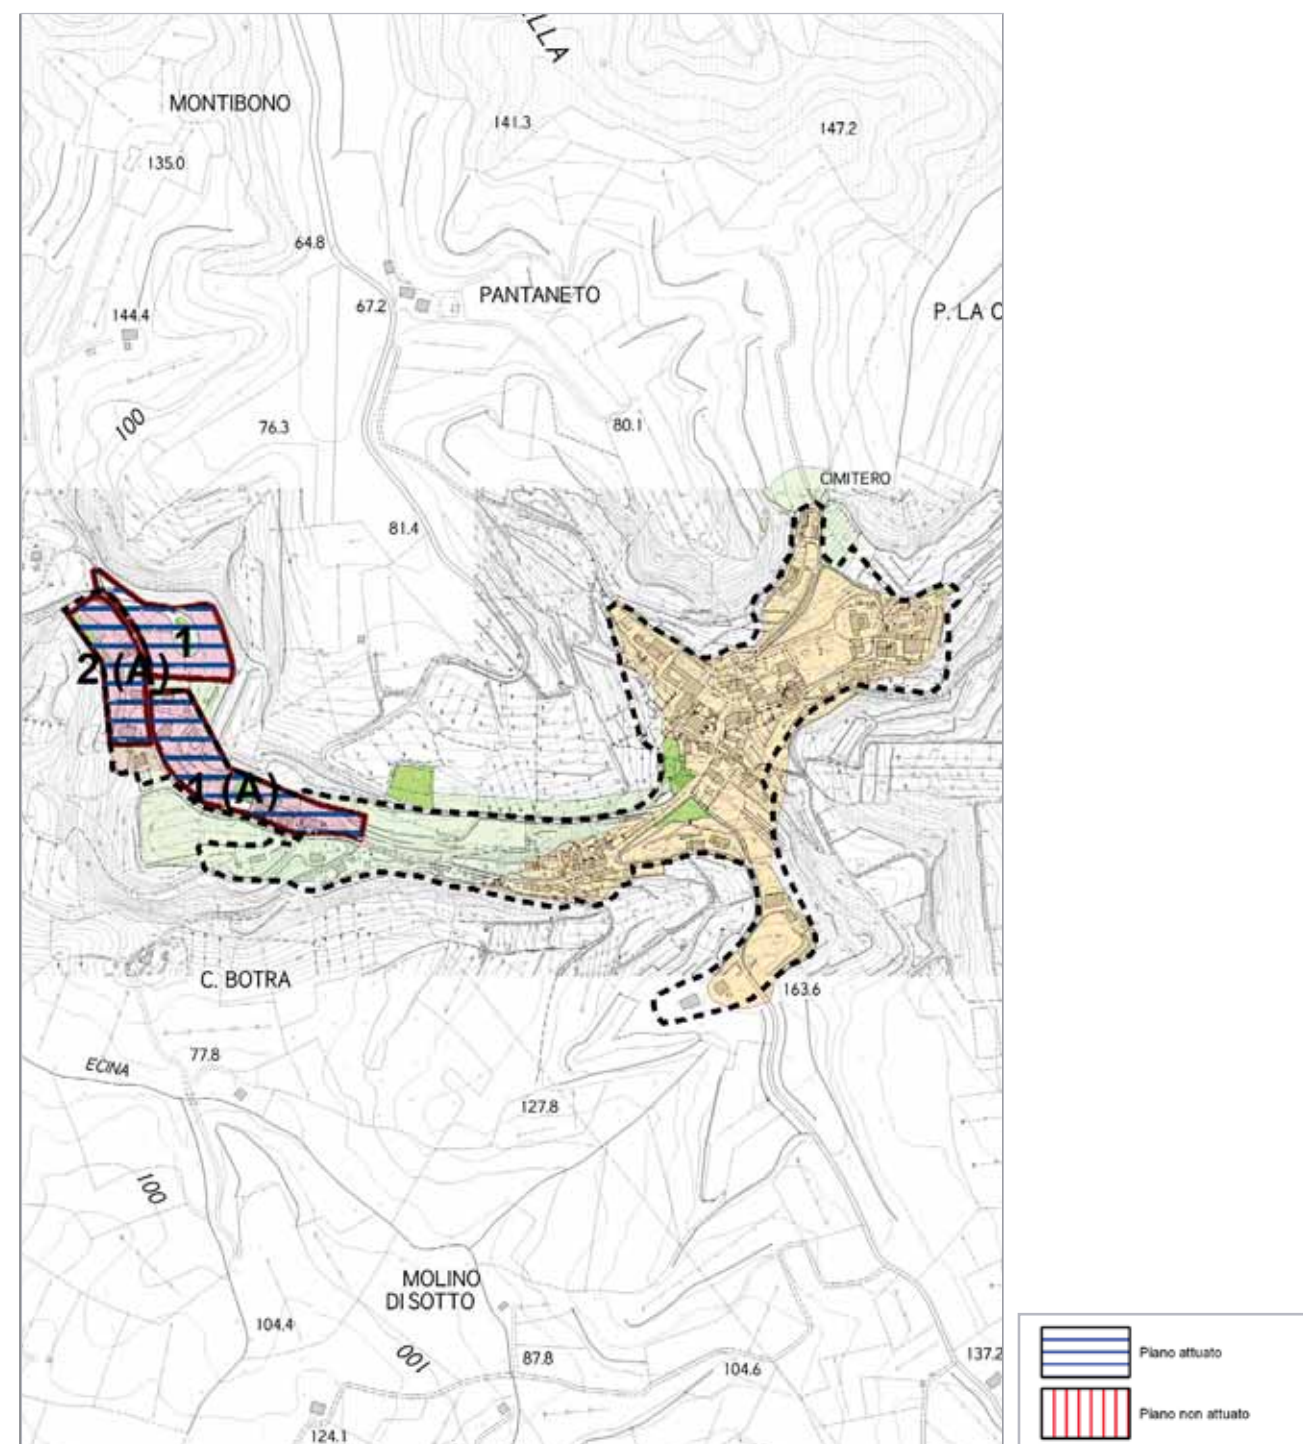 LLA
MONTIBONO
141.3
147.2
135.0
64.8
PANTANETO
67.2
144.4
P. LA C
100
76.3
80.1
CIMITERO
81.4
1
2 (A)
1 (A)
C. BOTRA
163.6
77.8
ECINA
127.8
100
MOLINO
DI SOTTO
104.4
100
87.8
104.6
137.2
124.1
Piano attuato
Piano non attuato